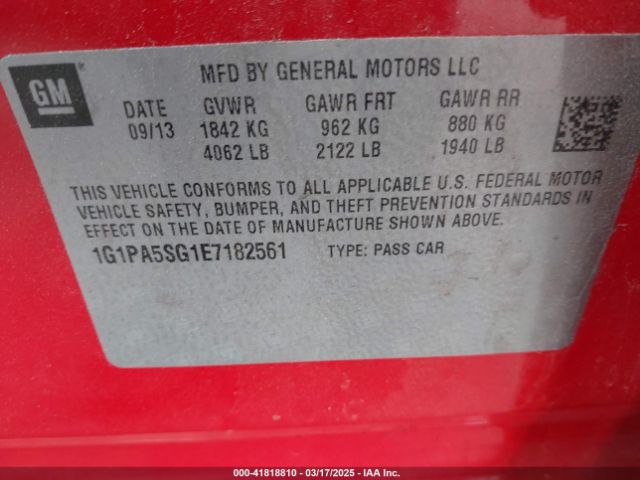 GM
MFD BY GENERAL MOTORS LLC
DATE GVWR GAWR FRT GAWR RR
09/13 1842 KG 962 KG 880 KG
4062 LB 2122 LB 1940 LB
THIS VEHICLE CONFORMS TO ALL APPLICABLE U.S. FEDERAL MOTOR
VEHICLE SAFETY, BUMPER, AND THEFT PREVENTION STANDARDS IN
EFFECT ON THE DATE OF MANUFACTURE SHOWN ABOVE.
1G1PA5SG1E7182561 TYPE: PASS CAR
000-41818810 — 03/17/2025 — IAA Inc.